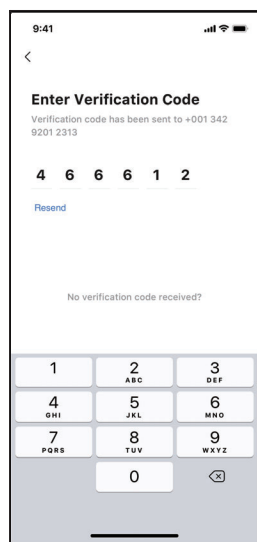 9:41
Enter Verification Code
Verification code has been sent to +001 342
9201 2313
4 6 6 6 1 2
Resend
No verification code received?
1 2 3
ABC DEF
4 5 6
GHI JKL MNO
7 8 9
PQRS TUV WXYZ
0